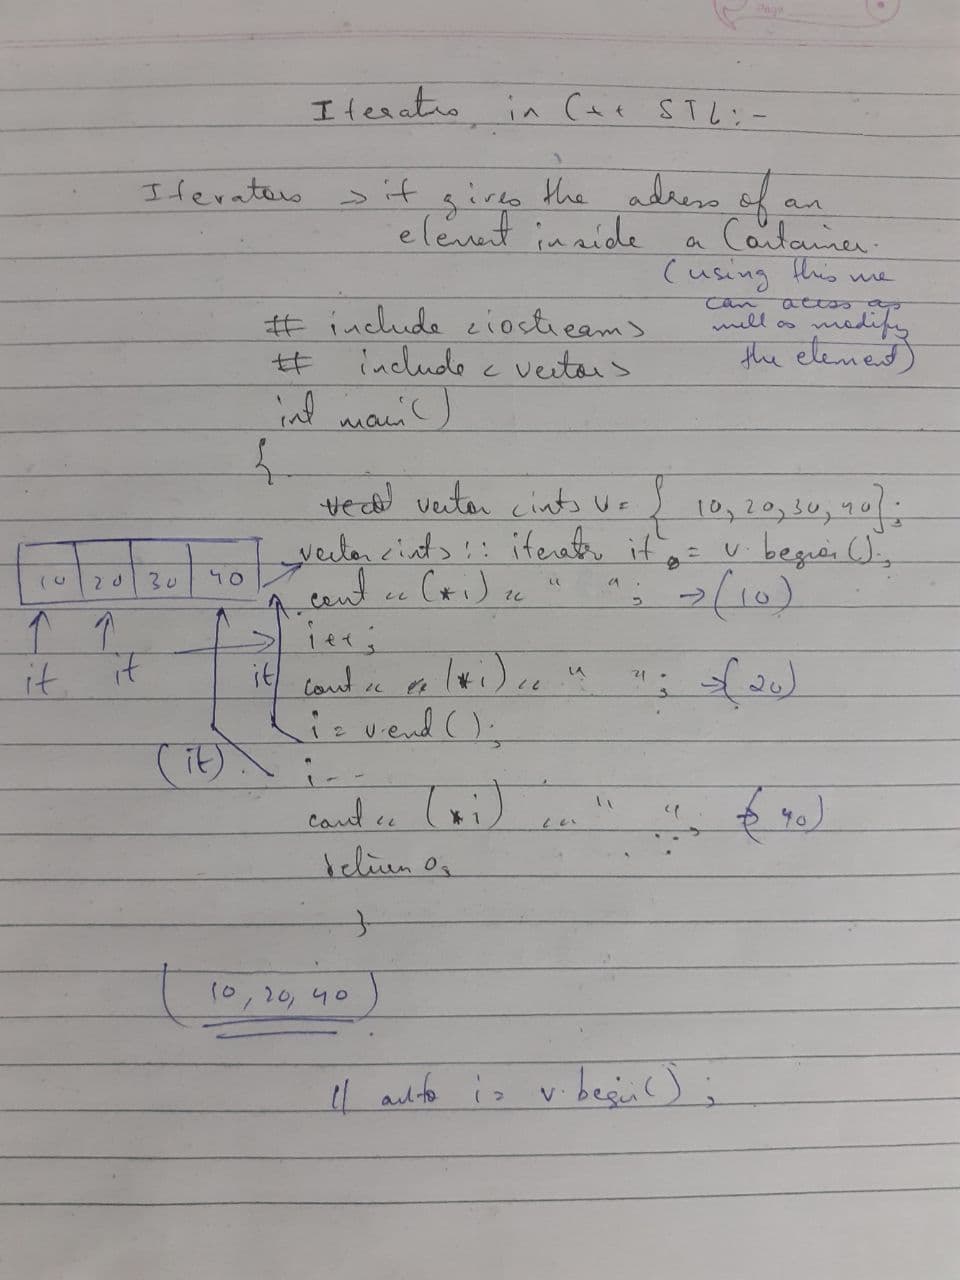 Page
Iterators in C++ STL:-
Iterators → it gives the adress of an
element inside a Container.
(using this we
can acess as
well as modify
the element)
# include <iostream>
# include <vector>
int main()
{
vector <int> v = { 10, 20, 30, 40};
vector <int> :: iterator it = v.begin();
10 20 30 40
cout << (*i) << " "; → (10)
i++;
it it it
cout << (*i) << " "; → (20)
i = v.end();
(it).
i--
cout << (*i) << " "; → 40)
return 0;
}
(10, 20, 40)
// auto i = v.begin();